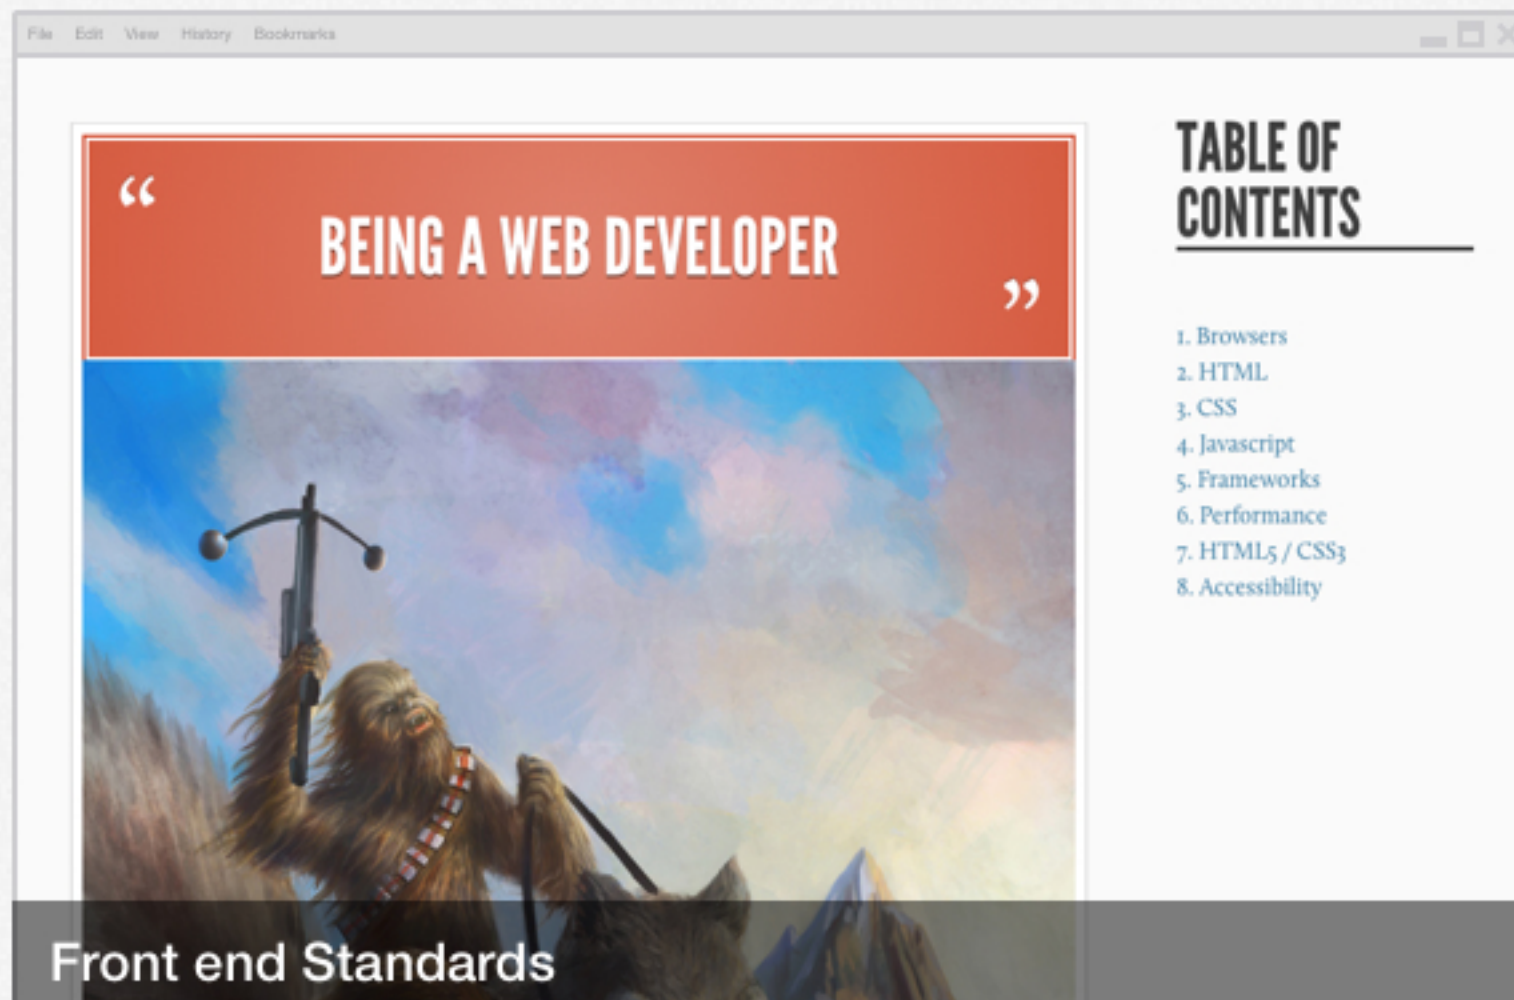 File Edit View History Bookmarks
“
BEING A WEB DEVELOPER
”
TABLE OF
CONTENTS
1. Browsers
2. HTML
3. CSS
4. Javascript
5. Frameworks
6. Performance
7. HTML5 / CSS3
8. Accessibility
Front end Standards